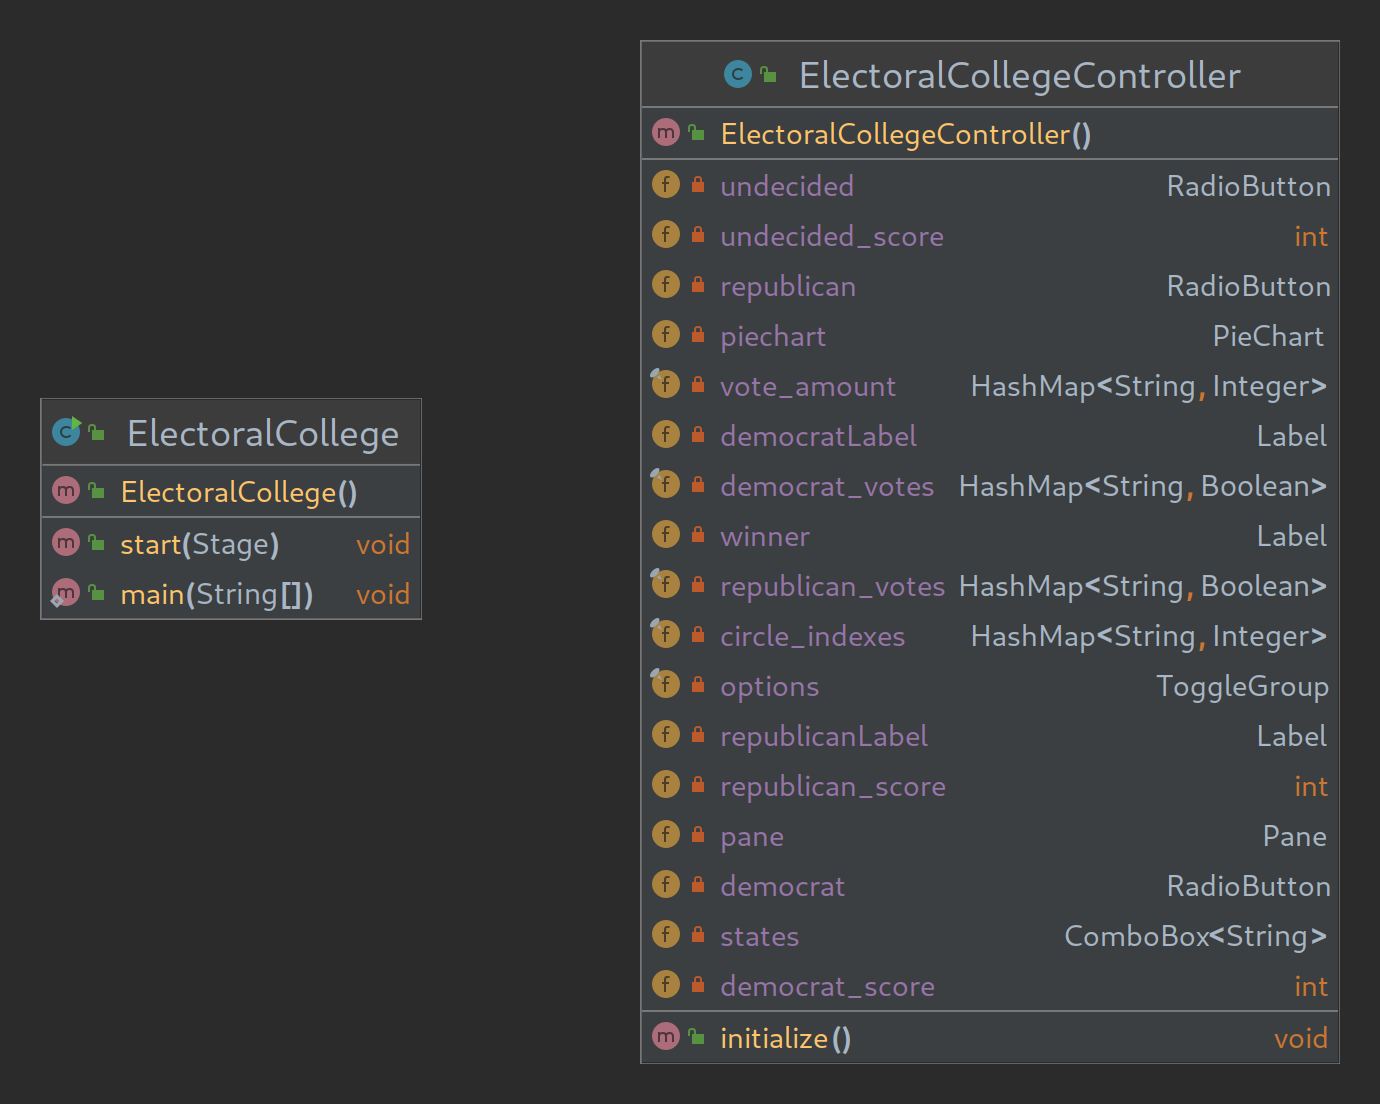 ElectoralCollege
ElectoralCollege()
start(Stage) void
main(String[]) void
ElectoralCollegeController
ElectoralCollegeController()
undecided RadioButton
undecided_score int
republican RadioButton
piechart PieChart
vote_amount HashMap<String, Integer>
democratLabel Label
democrat_votes HashMap<String, Boolean>
winner Label
republican_votes HashMap<String, Boolean>
circle_indexes HashMap<String, Integer>
options ToggleGroup
republicanLabel Label
republican_score int
pane Pane
democrat RadioButton
states ComboBox<String>
democrat_score int
initialize() void